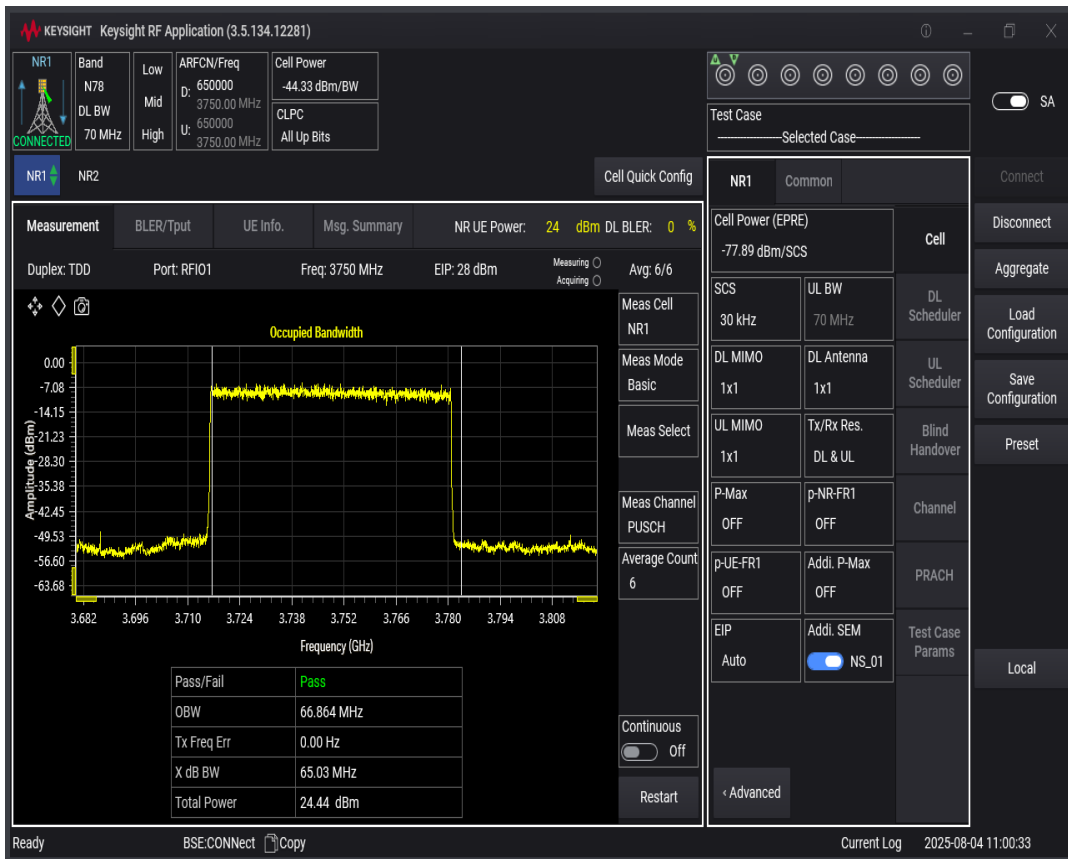 KEYSIGHT Keysight RF Application (3.5.134.12281)
NR1
CONNECTED
Band
N78
DL BW
70 MHz
Low
Mid
High
ARFCN/Freq
D: 650000
3750.00 MHz
U: 650000
3750.00 MHz
Cell Power
-44.33 dBm/BW
CLPC
All Up Bits
Test Case
----------------------Selected Case----------------------
SA
NR1
NR2
Cell Quick Config
Measurement
BLER/Tput
UE Info.
Msg. Summary
NR UE Power: 24 dBm DL BLER: 0 %
Duplex: TDD
Port: RFIO1
Freq: 3750 MHz
EIP: 28 dBm
Measuring
Acquiring
Avg: 6/6
Occupied Bandwidth
Amplitude (dBm)
0.00
-7.08
-14.15
-21.23
-28.30
-35.38
-42.45
-49.53
-56.60
-63.68
3.682 3.696 3.710 3.724 3.738 3.752 3.766 3.780 3.794 3.808
Frequency (GHz)
Pass/Fail Pass
OBW 66.864 MHz
Tx Freq Err 0.00 Hz
X dB BW 65.03 MHz
Total Power 24.44 dBm
Meas Cell
NR1
Meas Mode
Basic
Meas Select
Meas Channel
PUSCH
Average Count
6
Continuous
Off
Restart
NR1
Common
Cell Power (EPRE)
-77.89 dBm/SCS
SCS
30 kHz
UL BW
70 MHz
DL MIMO
1x1
DL Antenna
1x1
UL MIMO
1x1
Tx/Rx Res.
DL & UL
P-Max
OFF
p-NR-FR1
OFF
p-UE-FR1
OFF
Addi. P-Max
OFF
EIP
Auto
Addi. SEM
NS_01
‹ Advanced
Cell
DL
Scheduler
UL
Scheduler
Blind
Handover
Channel
PRACH
Test Case
Params
Connect
Disconnect
Aggregate
Load
Configuration
Save
Configuration
Preset
Local
Ready
BSE:CONNect
Copy
Current Log
2025-08-04 11:00:33